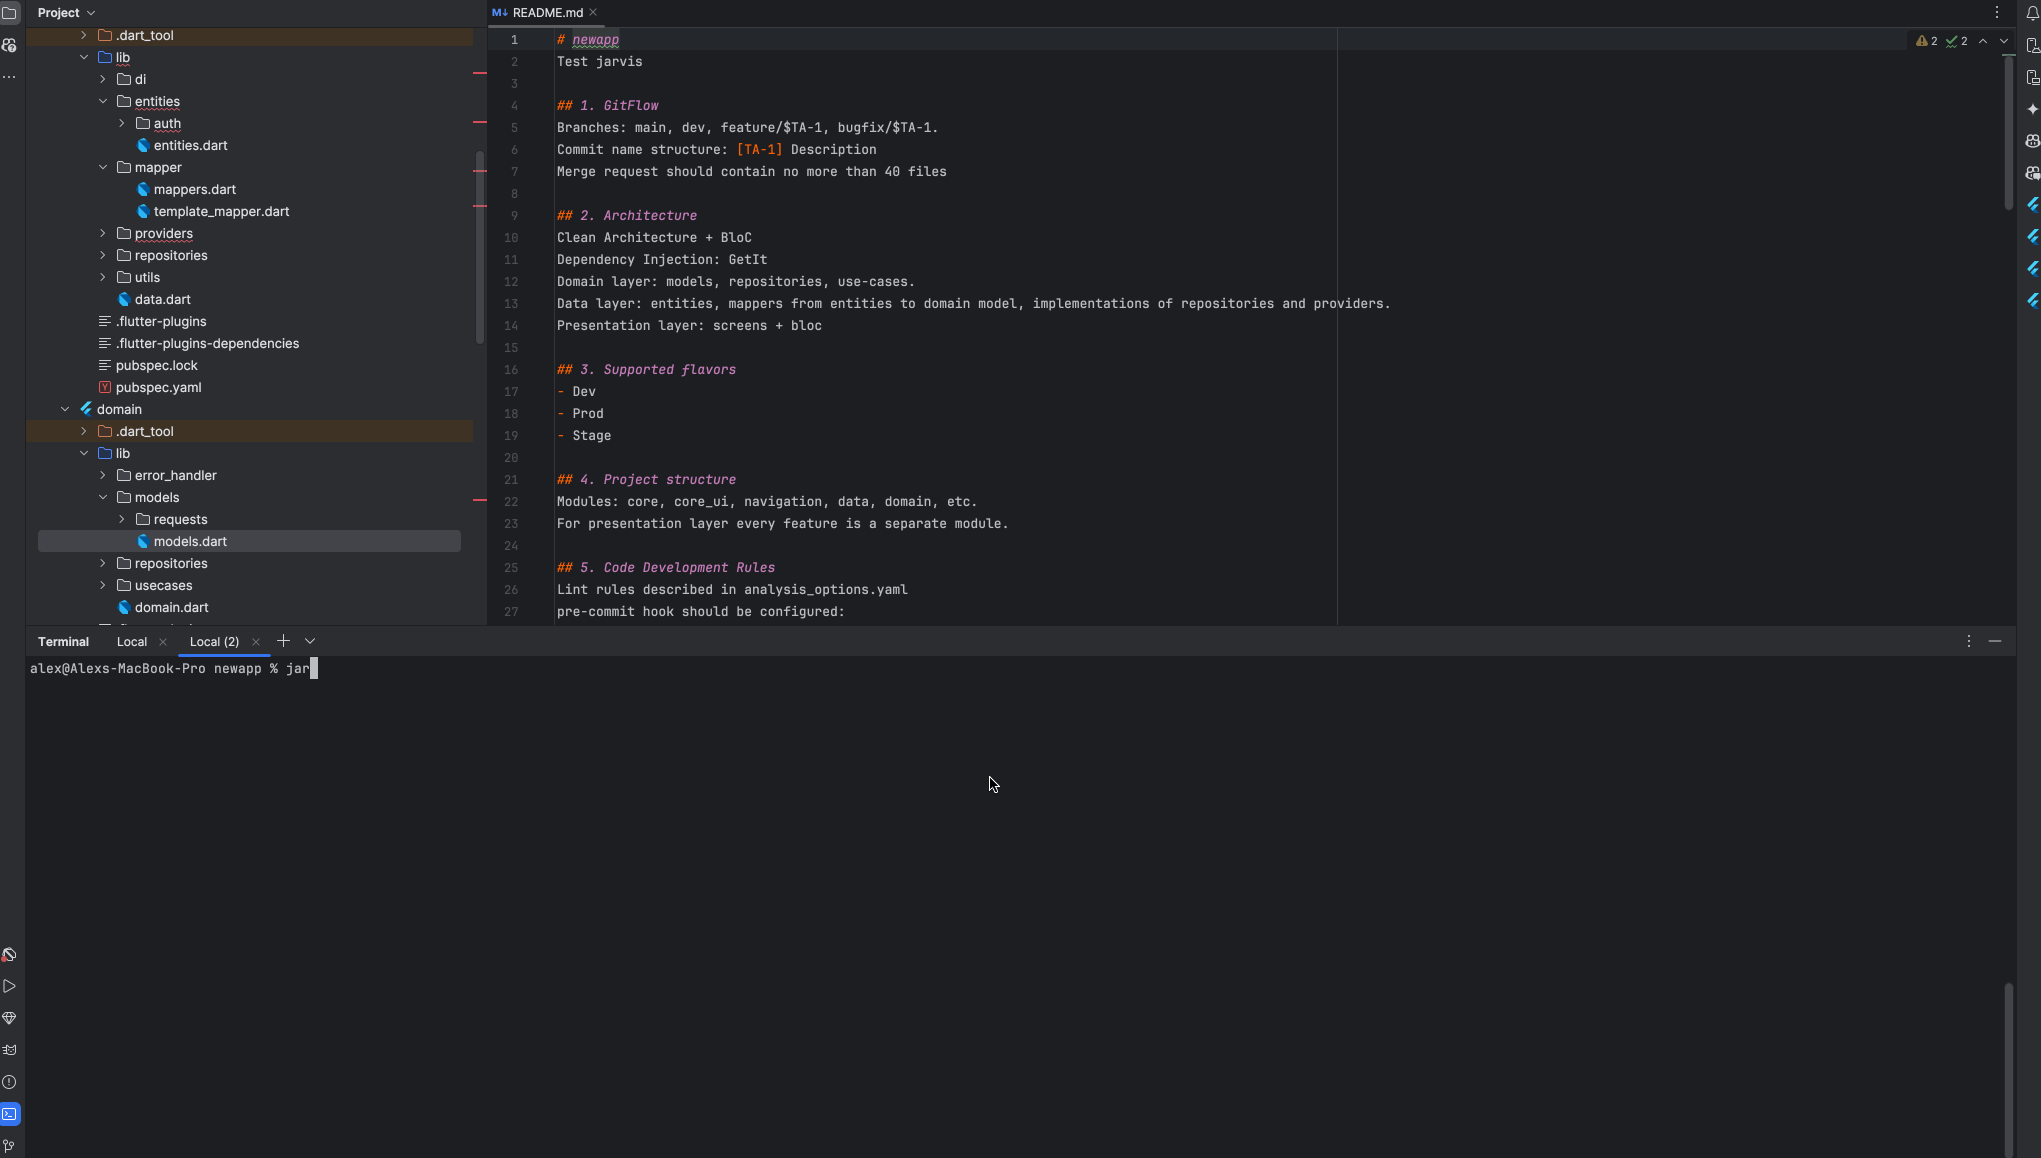 Project
.dart_tool
lib
di
entities
auth
entities.dart
mapper
mappers.dart
template_mapper.dart
providers
repositories
utils
data.dart
.flutter-plugins
.flutter-plugins-dependencies
pubspec.lock
pubspec.yaml
domain
.dart_tool
lib
error_handler
models
requests
models.dart
repositories
usecases
domain.dart
M↓ README.md
2 2
1 # newapp
2 Test jarvis
3
4 ## 1. GitFlow
5 Branches: main, dev, feature/$TA-1, bugfix/$TA-1.
6 Commit name structure: [TA-1] Description
7 Merge request should contain no more than 40 files
8
9 ## 2. Architecture
10 Clean Architecture + BloC
11 Dependency Injection: GetIt
12 Domain layer: models, repositories, use-cases.
13 Data layer: entities, mappers from entities to domain model, implementations of repositories and providers.
14 Presentation layer: screens + bloc
15
16 ## 3. Supported flavors
17 - Dev
18 - Prod
19 - Stage
20
21 ## 4. Project structure
22 Modules: core, core_ui, navigation, data, domain, etc.
23 For presentation layer every feature is a separate module.
24
25 ## 5. Code Development Rules
26 Lint rules described in analysis_options.yaml
27 pre-commit hook should be configured:
Terminal Local Local (2)
alex@Alexs-MacBook-Pro newapp % jar